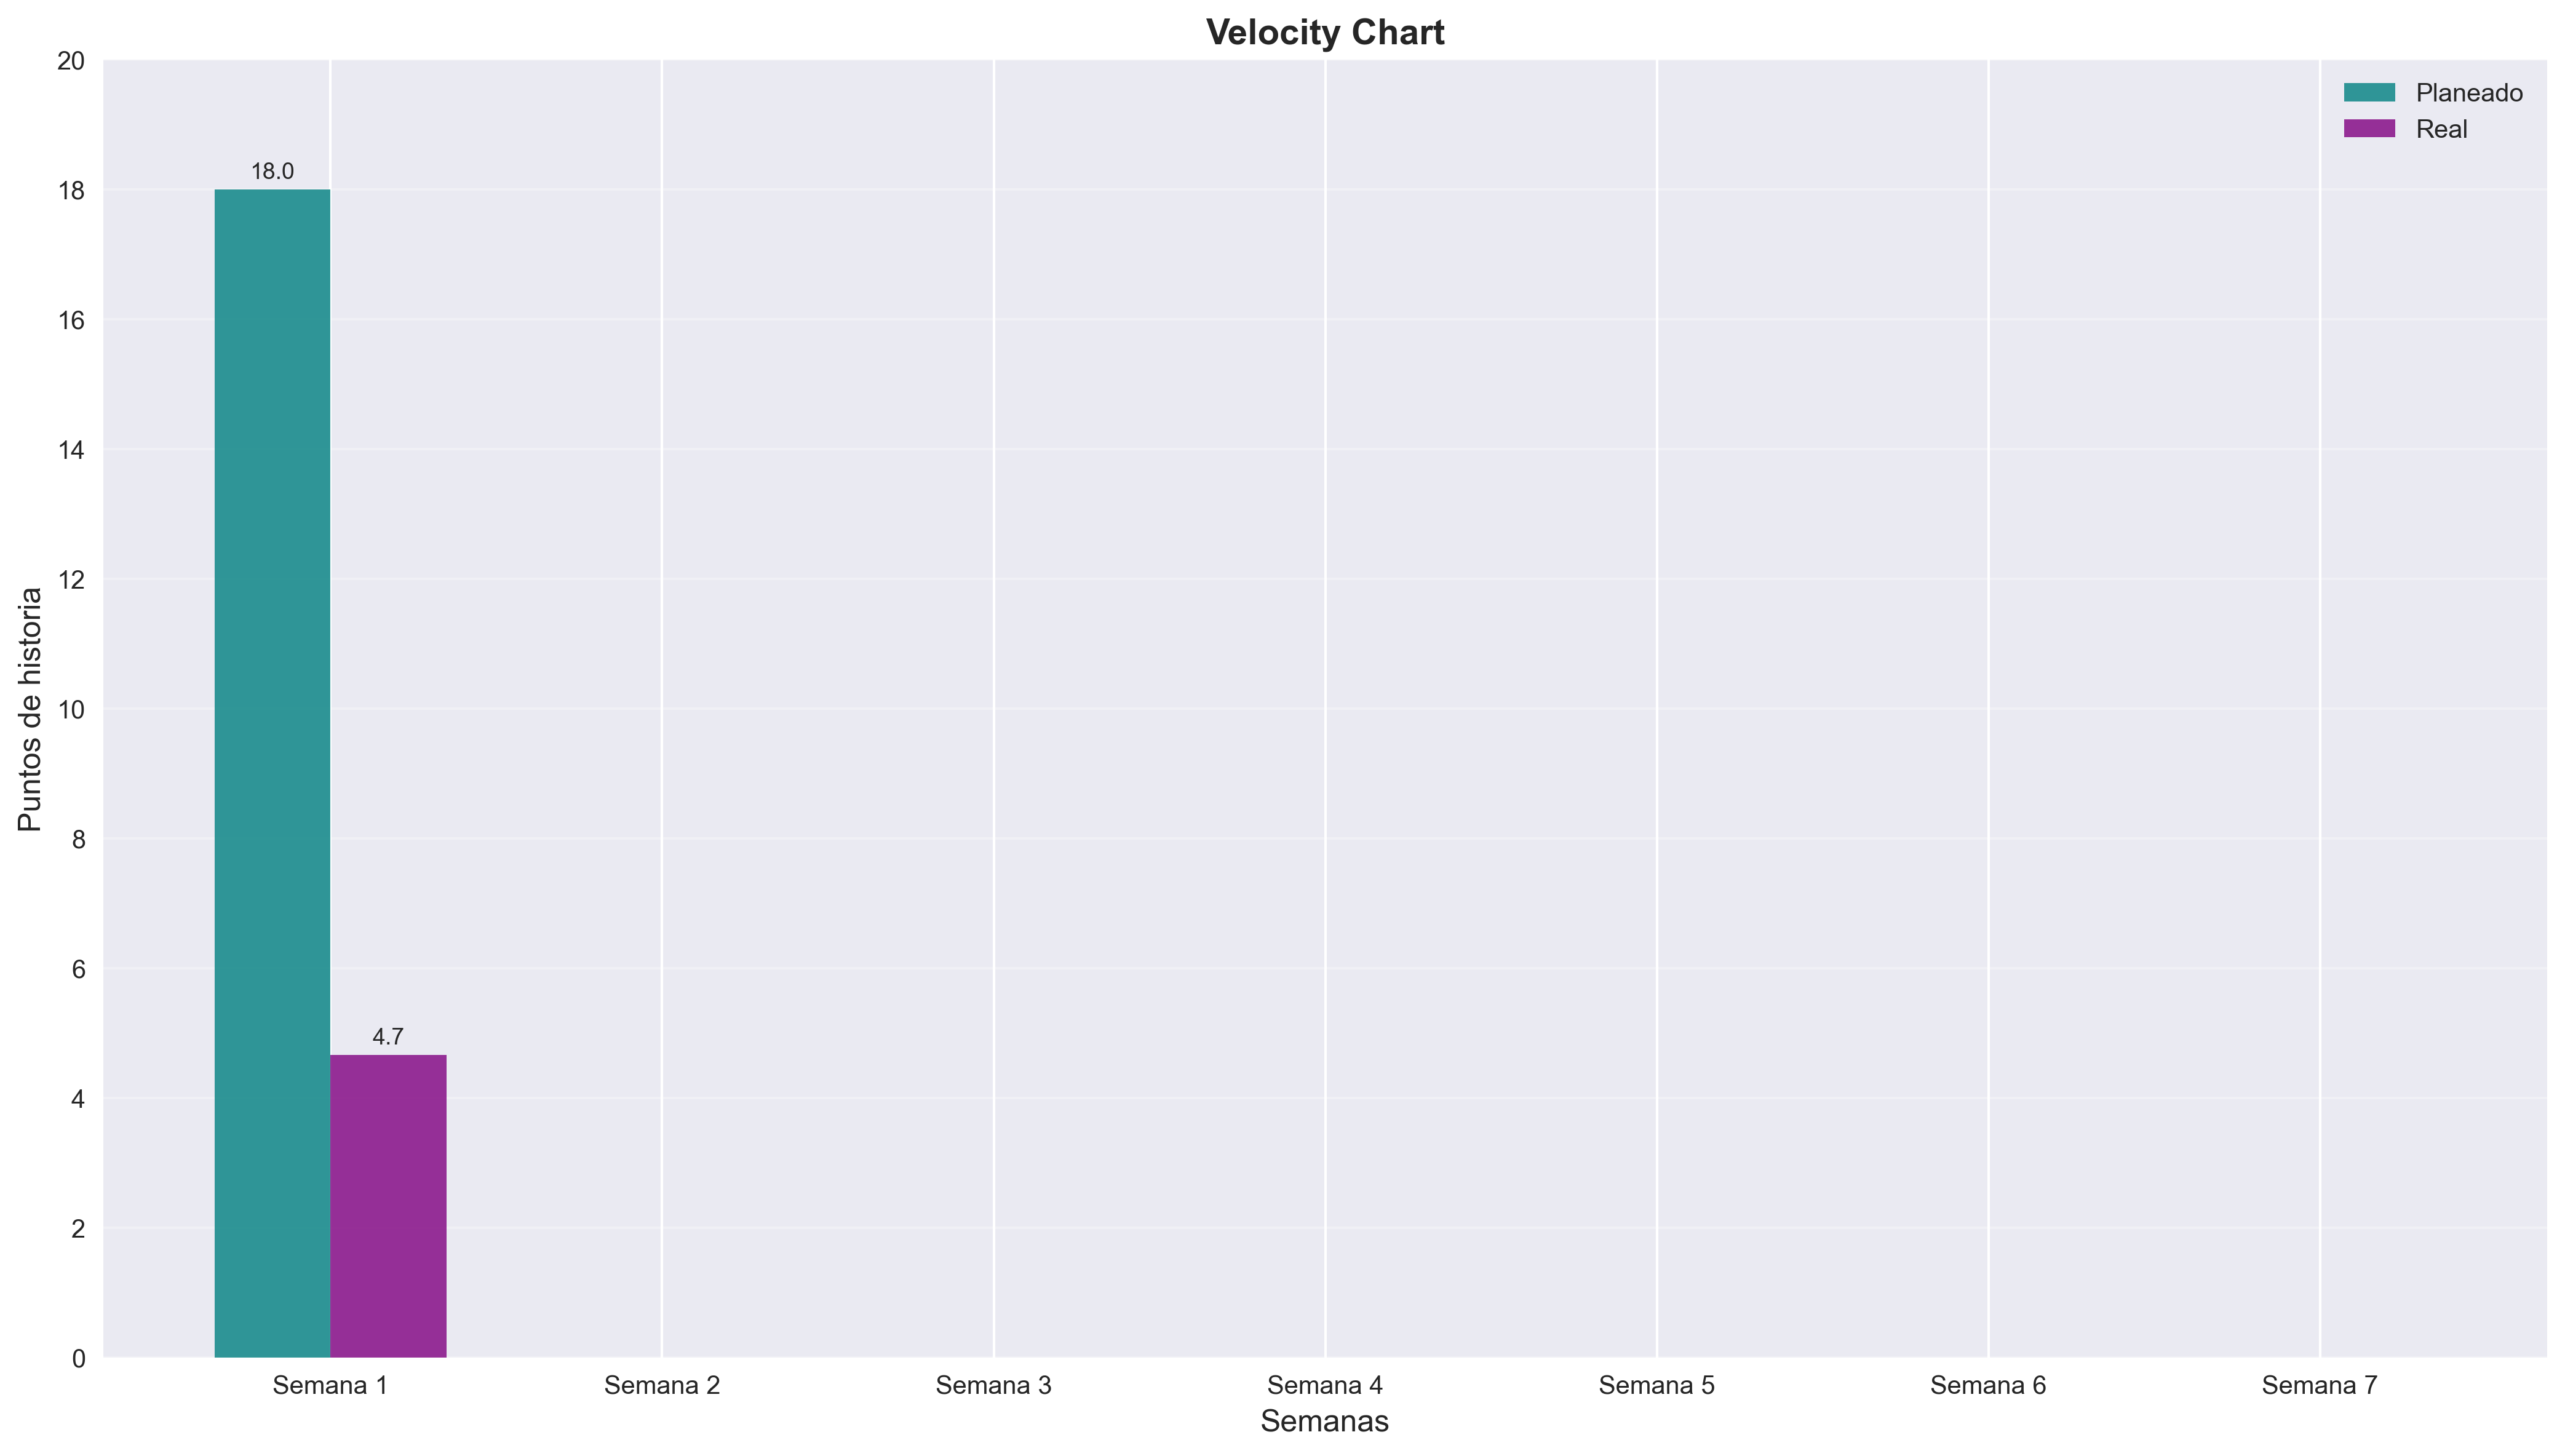 Velocity Chart
Planeado
Real
Puntos de historia
20
18
16
14
12
10
8
6
4
2
0
18.0
4.7
Semana 1
Semana 2
Semana 3
Semana 4
Semana 5
Semana 6
Semana 7
Semanas